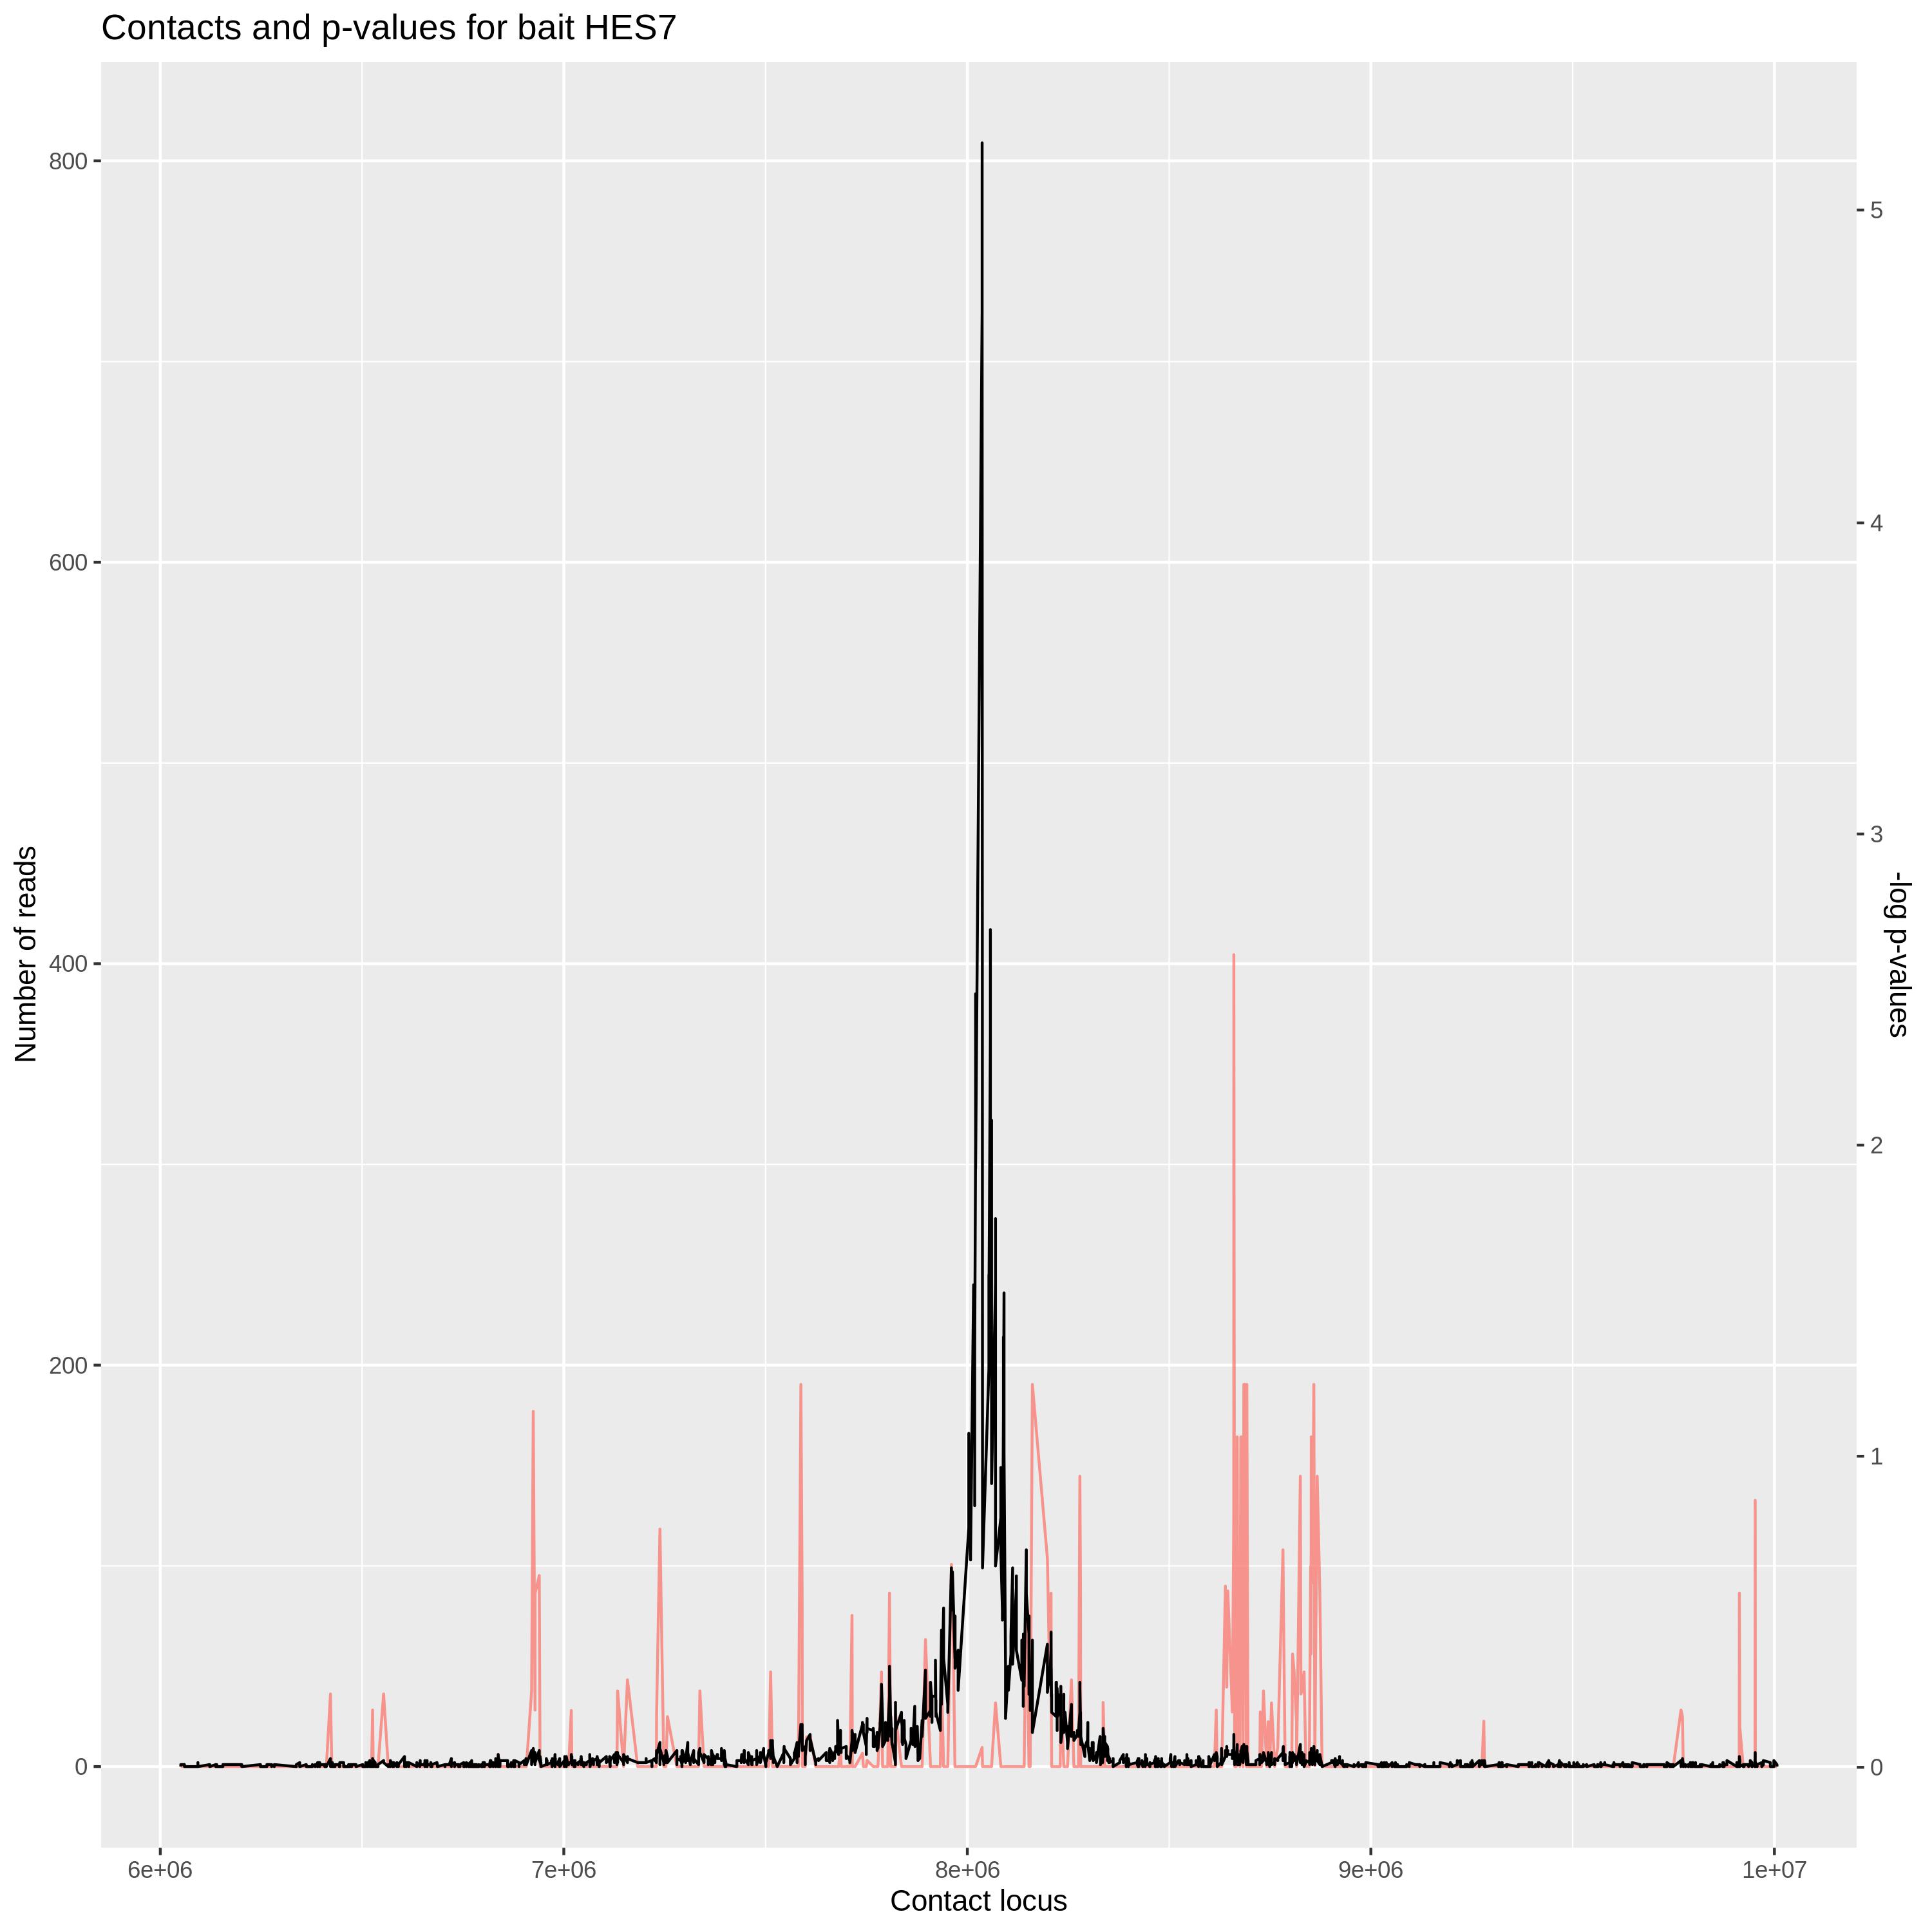 Contacts and p-values for bait HES7
800
600
400
200
0
Number of reads
5
4
3
2
1
0
-log p-values
6e+06 7e+06 8e+06 9e+06 1e+07
Contact locus